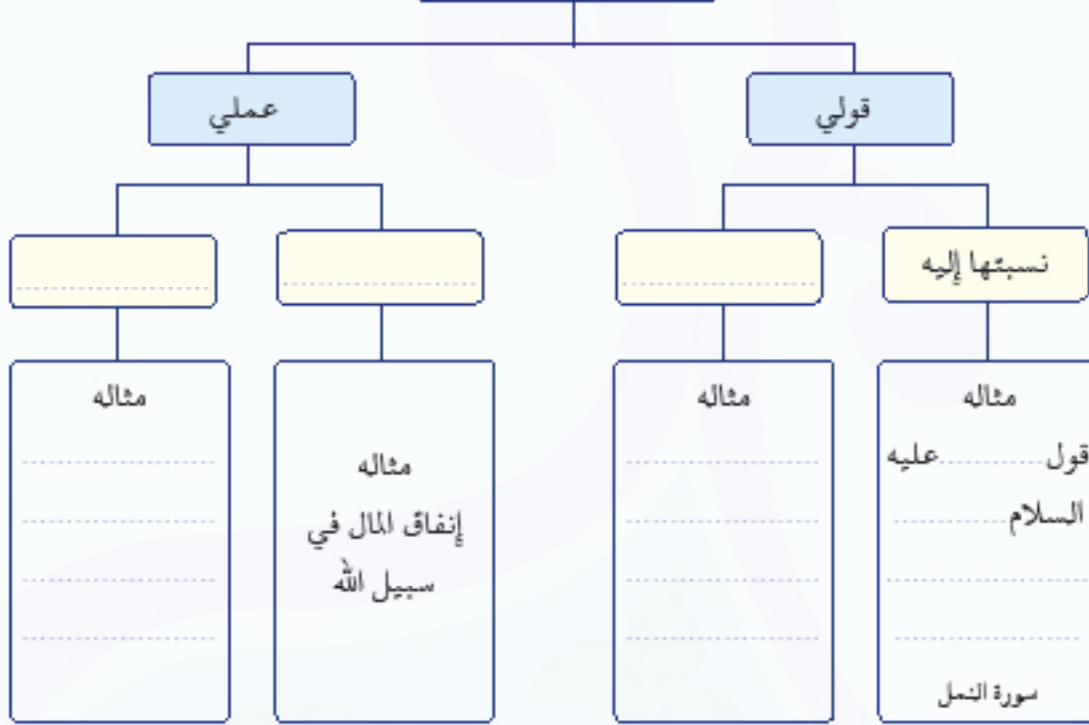 قولي
عملي
نسبتها إليه
مثاله
قول ........... عليه
السلام ...........
سورة النمل
مثاله
مثاله
إنفاق المال في
سبيل الله
مثاله